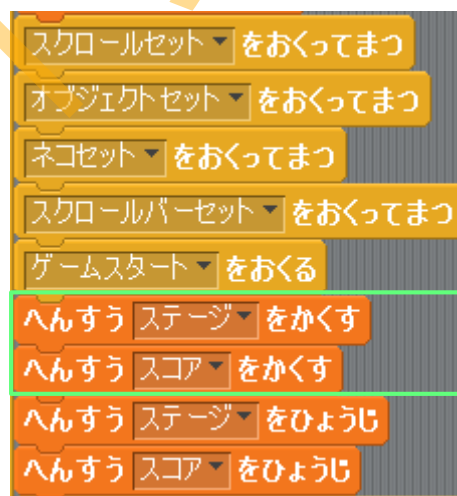 スクロールセット をおくってまつ
オブジェクトセット をおくってまつ
ネコセット をおくってまつ
スクロールバーセット をおくってまつ
ゲームスタート をおくる
へんすう ステージ をかくす
へんすう スコア をかくす
へんすう ステージ をひょうじ
へんすう スコア をひょうじ